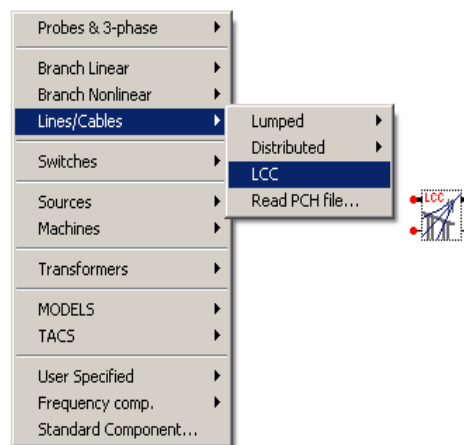 Probes & 3-phase
Branch Linear
Branch Nonlinear
Lines/Cables
Switches
Sources
Machines
Transformers
MODELS
TACS
User Specified
Frequency comp.
Standard Component...
Lumped
Distributed
LCC
Read PCH file...
LCC